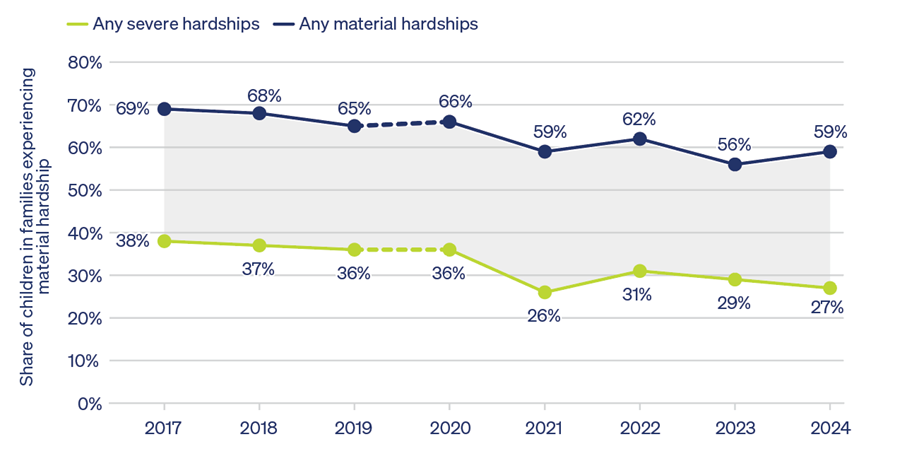 Any severe hardships Any material hardships
Share of children in families experiencing
material hardship
80%
70%
60%
50%
40%
30%
20%
10%
0%
69% 68% 65% 66% 59% 62% 56% 59%
38% 37% 36% 36% 26% 31% 29% 27%
2017 2018 2019 2020 2021 2022 2023 2024